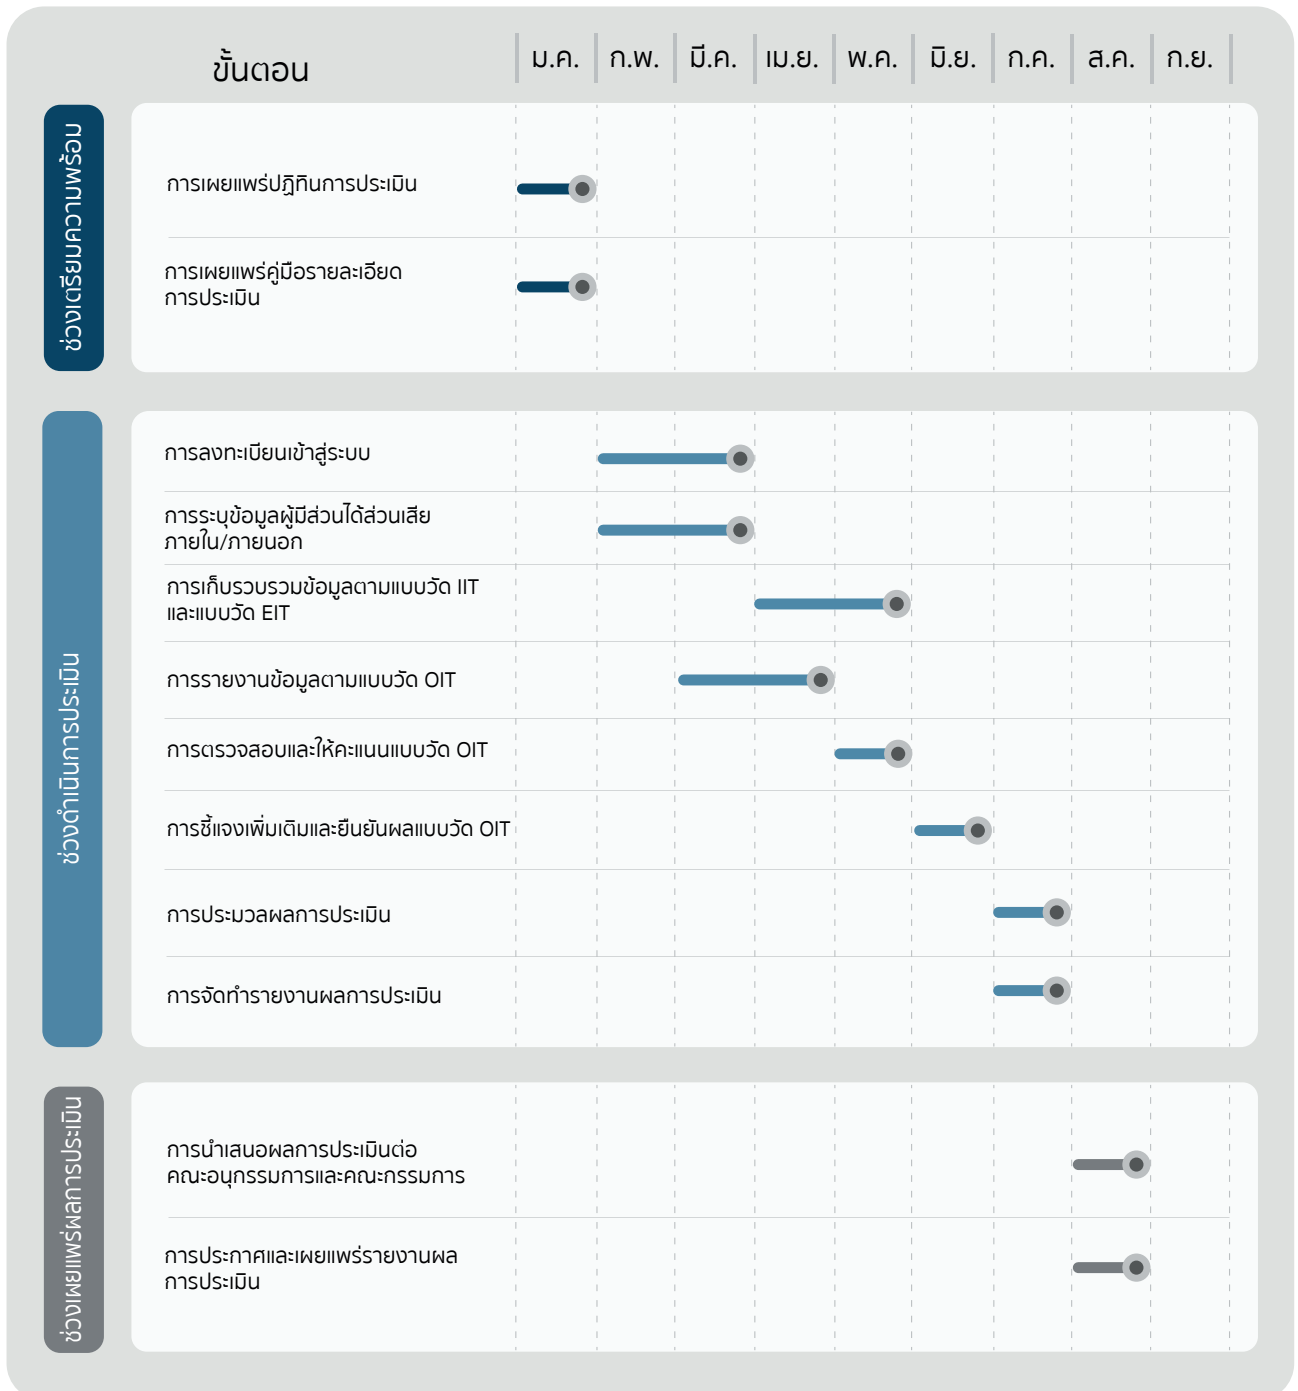 ขั้นตอน
ม.ค. ก.พ. มี.ค. เม.ย. พ.ค. มิ.ย. ก.ค. ส.ค. ก.ย.
ช่วงเตรียมความพร้อม
การเผยแพร่ปฏิทินการประเมิน
การเผยแพร่คู่มือรายละเอียด
การประเมิน
ช่วงดำเนินการประเมิน
การลงทะเบียนเข้าสู่ระบบ
การระบุข้อมูลผู้มีส่วนได้ส่วนเสีย
ภายใน/ภายนอก
การเก็บรวบรวมข้อมูลตามแบบวัด IIT
และแบบวัด EIT
การรายงานข้อมูลตามแบบวัด OIT
การตรวจสอบและให้คะแนนแบบวัด OIT
การชี้แจงเพิ่มเติมและยืนยันผลแบบวัด OIT
การประมวลผลการประเมิน
การจัดทำรายงานผลการประเมิน
ช่วงเผยแพร่ผลการประเมิน
การนำเสนอผลการประเมินต่อ
คณะอนุกรรมการและคณะกรรมการ
การประกาศและเผยแพร่รายงานผล
การประเมิน